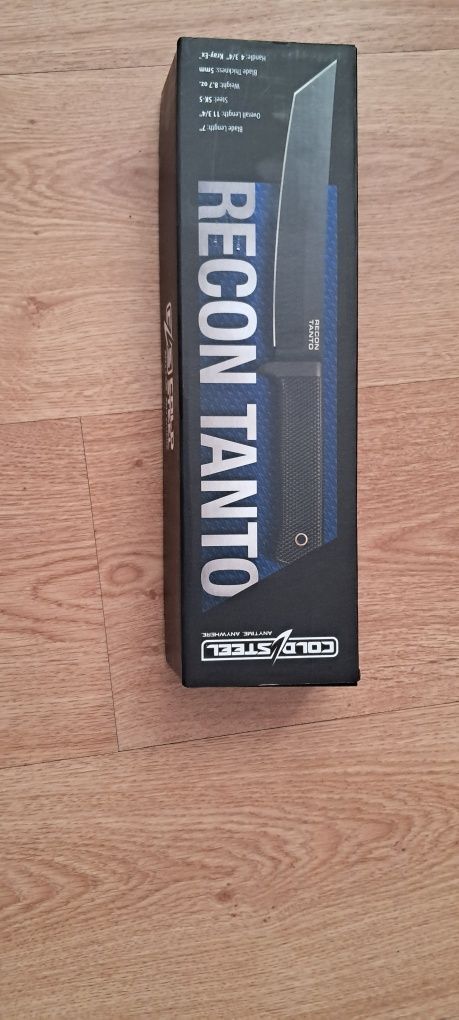 COLD STEEL
ANYTIME. ANYWHERE.
RECON TANTO
RECON
TANTO
Blade Length: 7"
Overall Length: 11 3/4"
Steel: SK-5
Weight: 8.7 oz.
Blade Thickness: 5mm
Handle: 4 3/4" Kray-Ex™